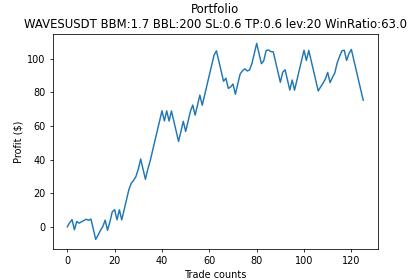 Portfolio
WAVESUSDT BBM:1.7 BBL:200 SL:0.6 TP:0.6 lev:20 WinRatio:63.0
100
80
60
40
20
0
Profit ($)
0 20 40 60 80 100 120
Trade counts